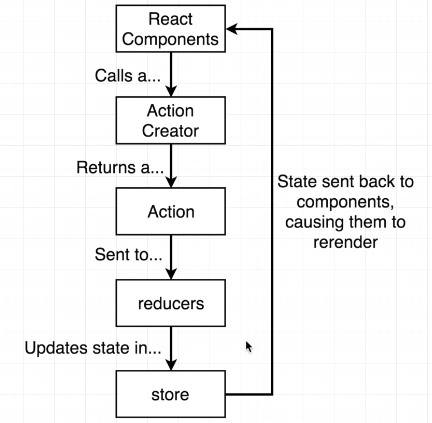 React
Components
Calls a...
Action
Creator
Returns a...
Action
Sent to...
reducers
Updates state in...
store
State sent back to
components,
causing them to
rerender